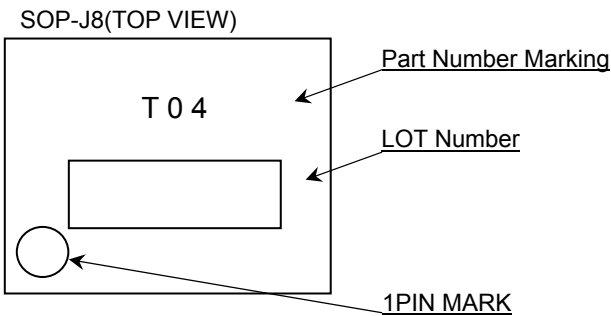 SOP-J8(TOP VIEW)
Part Number Marking
T 0 4
LOT Number
1PIN MARK